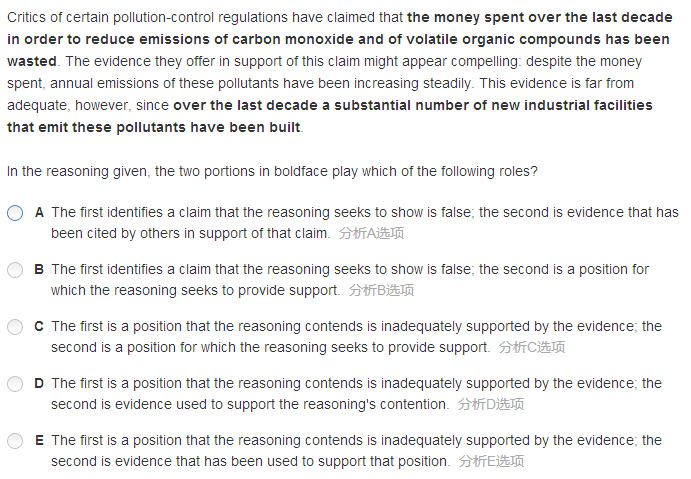 Critics of certain pollution-control regulations have claimed that the money spent over the last decade
in order to reduce emissions of carbon monoxide and of volatile organic compounds has been
wasted. The evidence they offer in support of this claim might appear compelling: despite the money
spent, annual emissions of these pollutants have been increasing steadily. This evidence is far from
adequate, however, since over the last decade a substantial number of new industrial facilities
that emit these pollutants have been built.
In the reasoning given, the two portions in boldface play which of the following roles?
A The first identifies a claim that the reasoning seeks to show is false; the second is evidence that has
been cited by others in support of that claim. 分析A选项
B The first identifies a claim that the reasoning seeks to show is false; the second is a position for
which the reasoning seeks to provide support. 分析B选项
C The first is a position that the reasoning contends is inadequately supported by the evidence; the
second is a position for which the reasoning seeks to provide support. 分析C选项
D The first is a position that the reasoning contends is inadequately supported by the evidence; the
second is evidence used to support the reasoning's contention. 分析D选项
E The first is a position that the reasoning contends is inadequately supported by the evidence; the
second is evidence that has been used to support that position. 分析E选项